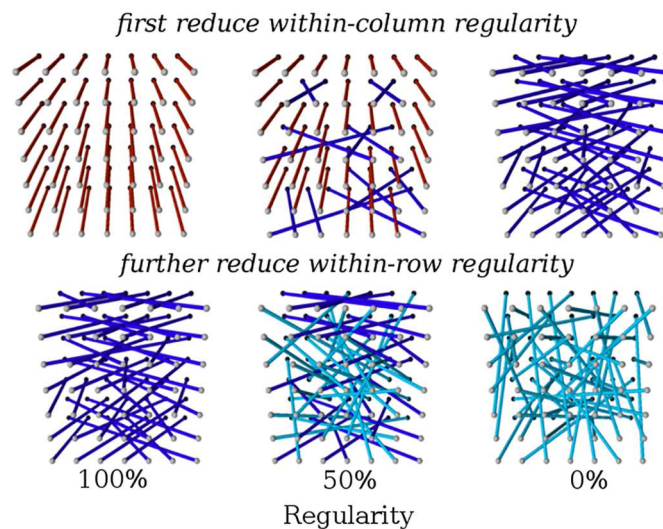 first reduce within-column regularity
further reduce within-row regularity
100% 50% 0%
Regularity